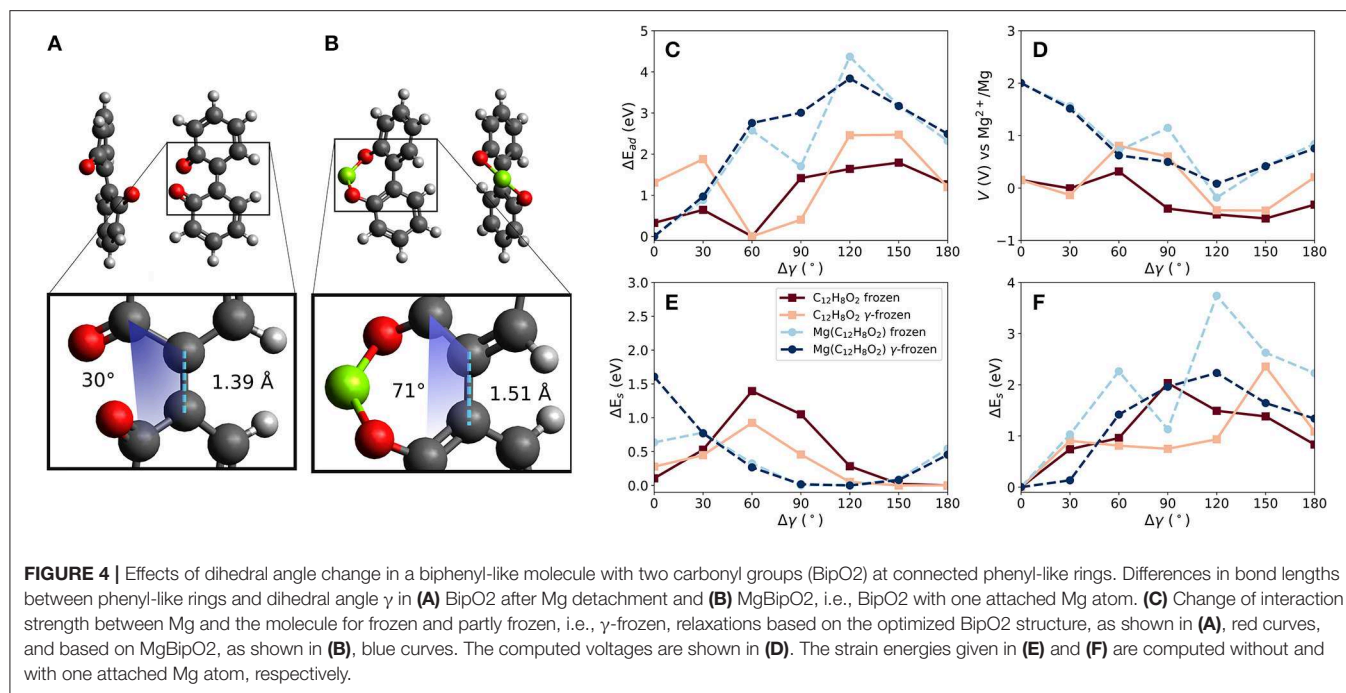 A
B
30°
1.39 Å
71°
1.51 Å
C
ΔE_ad (eV)
5
4
3
2
1
0
0 30 60 90 120 150 180
Δγ (°)
D
V (V) vs Mg²⁺/Mg
3
2
1
0
−1
0 30 60 90 120 150 180
Δγ (°)
E
ΔE_s (eV)
3.0
2.5
2.0
1.5
1.0
0.5
0.0
C₁₂H₈O₂ frozen
C₁₂H₈O₂ γ-frozen
Mg(C₁₂H₈O₂) frozen
Mg(C₁₂H₈O₂) γ-frozen
0 30 60 90 120 150 180
Δγ (°)
F
ΔE_s (eV)
4
3
2
1
0
0 30 60 90 120 150 180
Δγ (°)
FIGURE 4 | Effects of dihedral angle change in a biphenyl-like molecule with two carbonyl groups (BipO2) at connected phenyl-like rings. Differences in bond lengths
between phenyl-like rings and dihedral angle γ in (A) BipO2 after Mg detachment and (B) MgBipO2, i.e., BipO2 with one attached Mg atom. (C) Change of interaction
strength between Mg and the molecule for frozen and partly frozen, i.e., γ-frozen, relaxations based on the optimized BipO2 structure, as shown in (A), red curves,
and based on MgBipO2, as shown in (B), blue curves. The computed voltages are shown in (D). The strain energies given in (E) and (F) are computed without and
with one attached Mg atom, respectively.